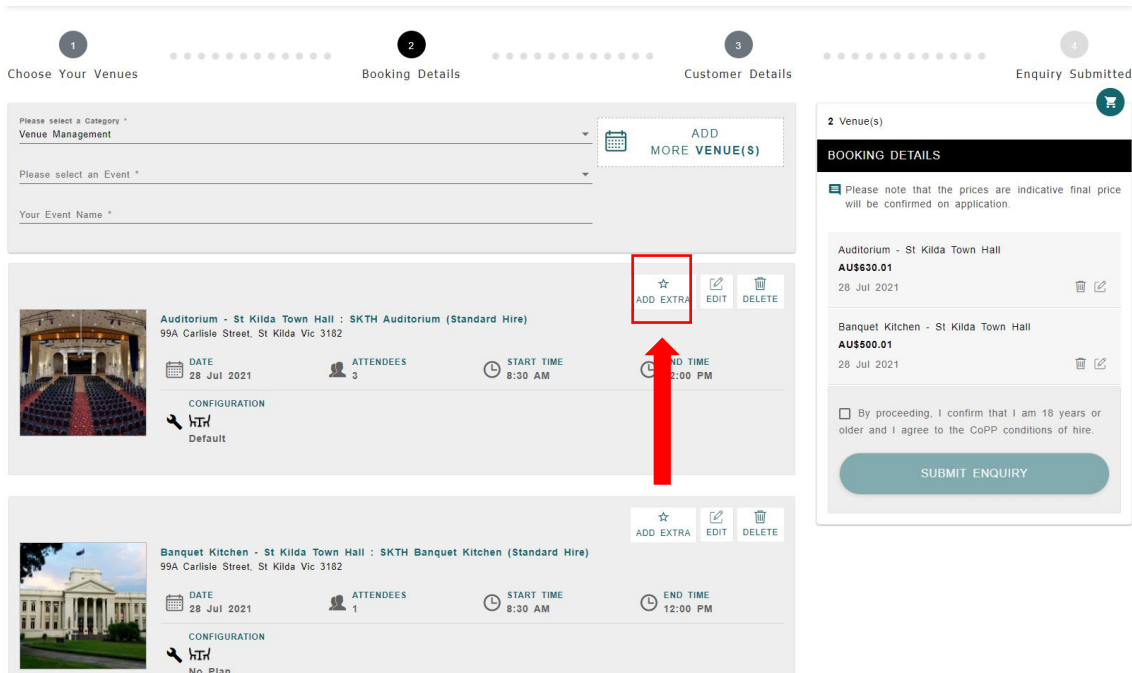 1
2
3
4
Choose Your Venues
Booking Details
Customer Details
Enquiry Submitted
Please select a Category *
Venue Management
Please select an Event *
Your Event Name *
ADD
MORE VENUE(S)
2 Venue(s)
BOOKING DETAILS
Please note that the prices are indicative final price
will be confirmed on application.
Auditorium - St Kilda Town Hall
AU$630.01
28 Jul 2021
Banquet Kitchen - St Kilda Town Hall
AU$500.01
28 Jul 2021
By proceeding, I confirm that I am 18 years or
older and I agree to the CoPP conditions of hire.
SUBMIT ENQUIRY
ADD EXTRA
EDIT
DELETE
Auditorium - St Kilda Town Hall : SKTH Auditorium (Standard Hire)
99A Carlisle Street, St Kilda Vic 3182
DATE
28 Jul 2021
ATTENDEES
3
START TIME
8:30 AM
TIME
:00 PM
CONFIGURATION
Default
ADD EXTRA
EDIT
DELETE
Banquet Kitchen - St Kilda Town Hall : SKTH Banquet Kitchen (Standard Hire)
99A Carlisle Street, St Kilda Vic 3182
DATE
28 Jul 2021
ATTENDEES
1
START TIME
8:30 AM
END TIME
12:00 PM
CONFIGURATION
No Plan